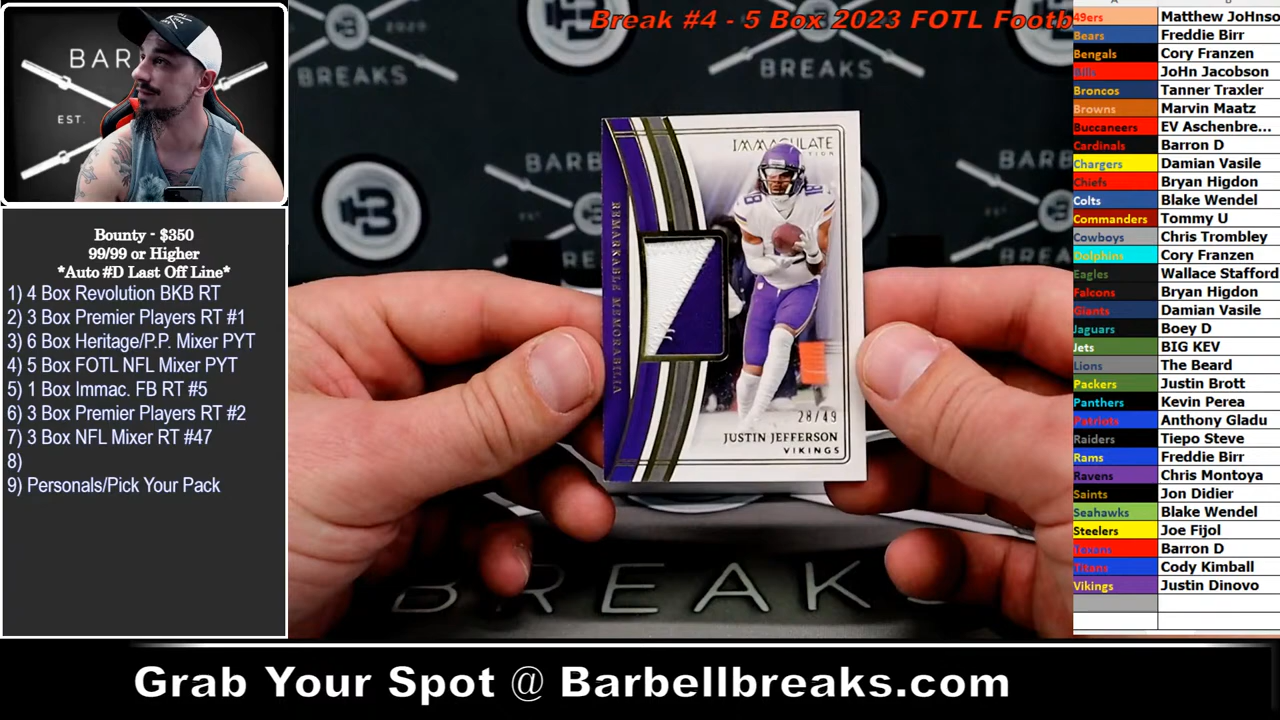 Break #4 - 5 Box 2023 FOTL Footb
BAR
EST.
BREAKS
BREAKS
Bounty - $350
99/99 or Higher
*Auto #D Last Off Line*
1) 4 Box Revolution BKB RT
2) 3 Box Premier Players RT #1
3) 6 Box Heritage/P.P. Mixer PYT
4) 5 Box FOTL NFL Mixer PYT
5) 1 Box Immac. FB RT #5
6) 3 Box Premier Players RT #2
7) 3 Box NFL Mixer RT #47
8)
9) Personals/Pick Your Pack
IMMACULATE
REMARKABLE MEMORABILIA
18
28/49
JUSTIN JEFFERSON
VIKINGS
BREAK
49ers Matthew JoHnso
Bears Freddie Birr
Bengals Cory Franzen
Bills JoHn Jacobson
Broncos Tanner Traxler
Browns Marvin Maatz
Buccaneers EV Aschenbre...
Cardinals Barron D
Chargers Damian Vasile
Chiefs Bryan Higdon
Colts Blake Wendel
Commanders Tommy U
Cowboys Chris Trombley
Dolphins Cory Franzen
Eagles Wallace Stafford
Falcons Bryan Higdon
Giants Damian Vasile
Jaguars Boey D
Jets BIG KEV
Lions The Beard
Packers Justin Brott
Panthers Kevin Perea
Patriots Anthony Gladu
Raiders Tiepo Steve
Rams Freddie Birr
Ravens Chris Montoya
Saints Jon Didier
Seahawks Blake Wendel
Steelers Joe Fijol
Texans Barron D
Titans Cody Kimball
Vikings Justin Dinovo
Grab Your Spot @ Barbellbreaks.com